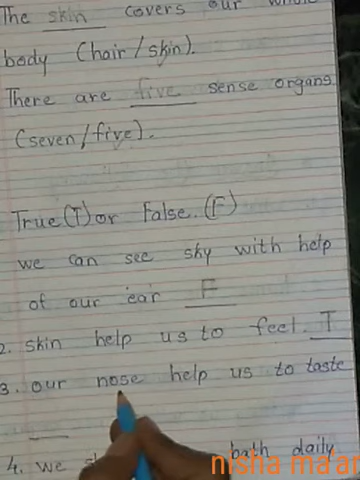 The skin covers our whole
body (hair/skin).
There are five sense organs
(seven/five).
True(T)or False.(F)
we can see sky with help
of our ear F
2. skin help us to feel. T
3. our nose help us to taste
4. we bath daily
nisha ma'am